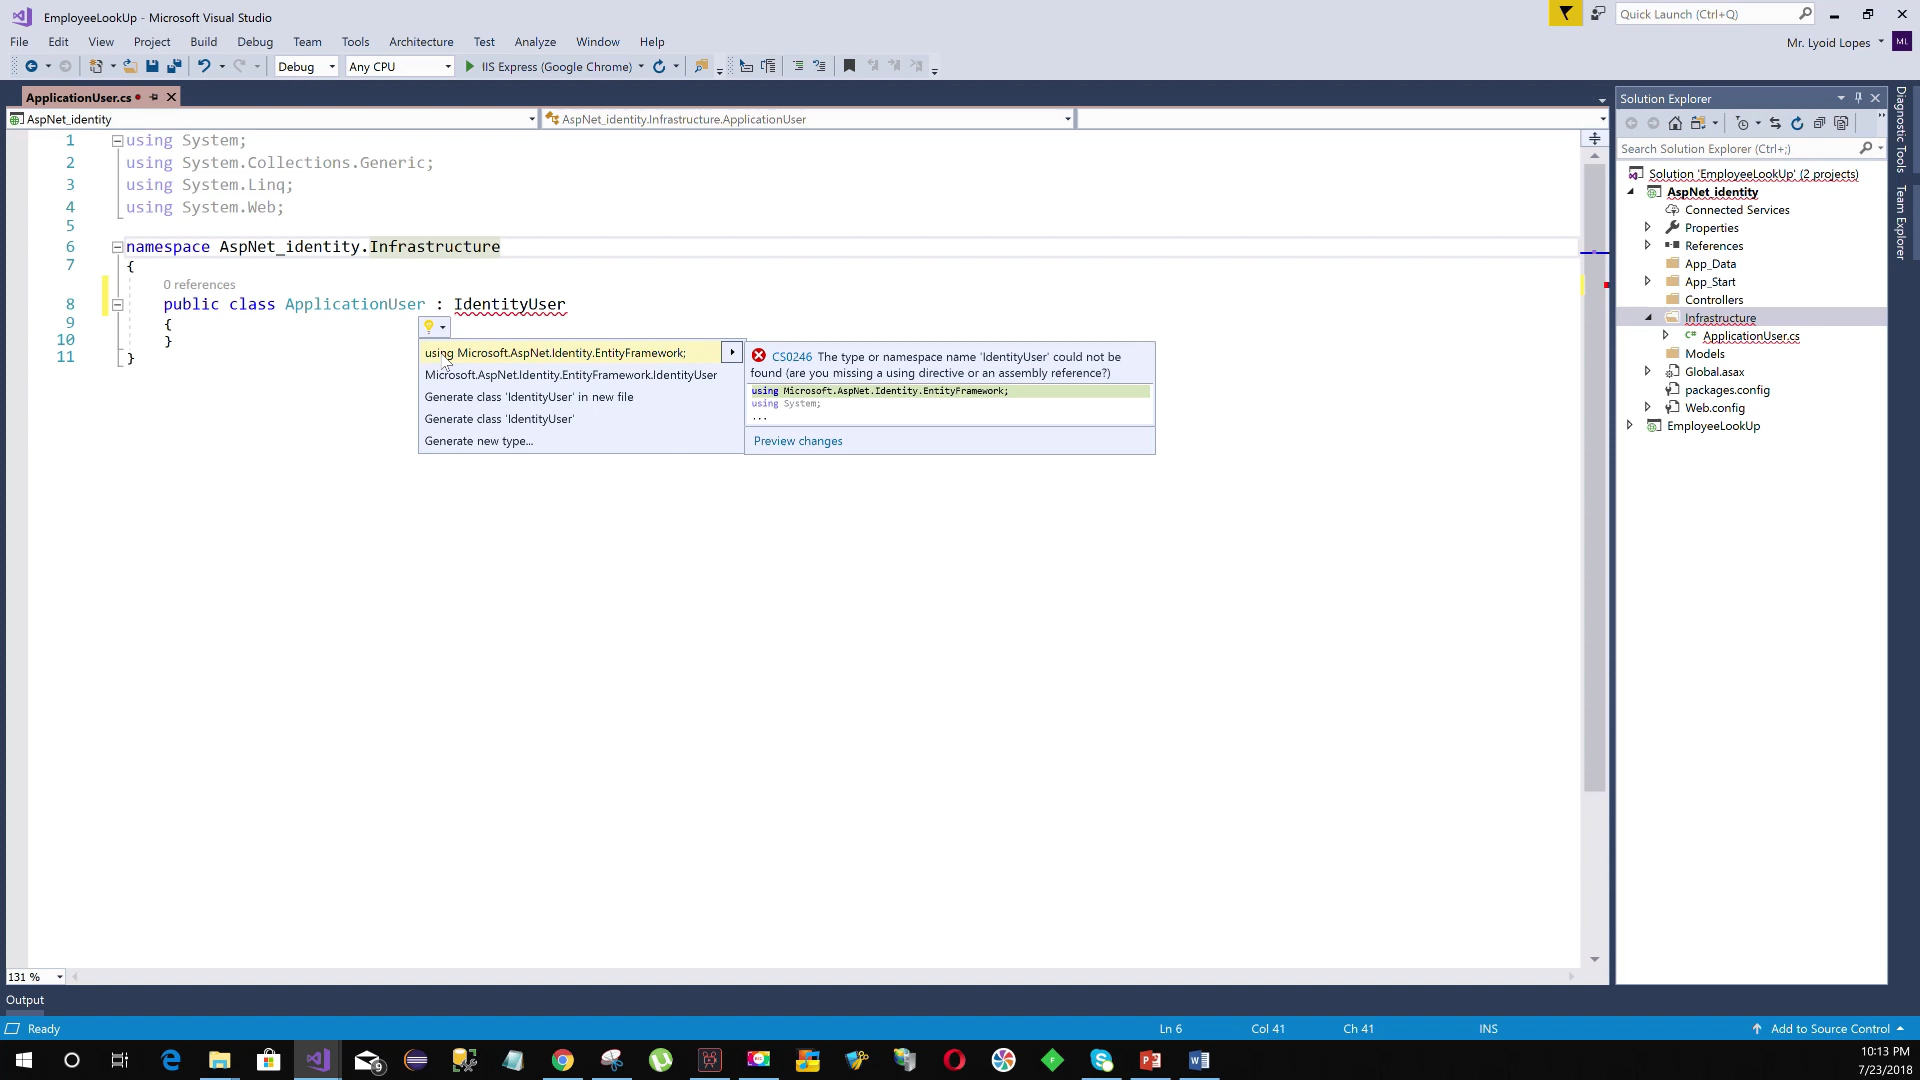 EmployeeLookUp - Microsoft Visual Studio
Quick Launch (Ctrl+Q)
File Edit View Project Build Debug Team Tools Architecture Test Analyze Window Help
Mr. Lyoid Lopes
ML
Debug Any CPU IIS Express (Google Chrome)
ApplicationUser.cs
AspNet_identity
AspNet_identity.Infrastructure.ApplicationUser
1 using System;
2 using System.Collections.Generic;
3 using System.Linq;
4 using System.Web;
5
6 namespace AspNet_identity.Infrastructure
7 {
0 references
8 public class ApplicationUser : IdentityUser
9 {
10 }
11 }
using Microsoft.AspNet.Identity.EntityFramework;
Microsoft.AspNet.Identity.EntityFramework.IdentityUser
Generate class 'IdentityUser' in new file
Generate class 'IdentityUser'
Generate new type...
CS0246 The type or namespace name 'IdentityUser' could not be
found (are you missing a using directive or an assembly reference?)
using Microsoft.AspNet.Identity.EntityFramework;
using System;
...
Preview changes
Solution Explorer
Search Solution Explorer (Ctrl+;)
Solution 'EmployeeLookUp' (2 projects)
AspNet_identity
Connected Services
Properties
References
App_Data
App_Start
Controllers
Infrastructure
C# ApplicationUser.cs
Models
Global.asax
packages.config
Web.config
EmployeeLookUp
Diagnostic Tools
Team Explorer
131 %
Output
Ready
Ln 6 Col 41 Ch 41 INS
Add to Source Control
9
10:13 PM
7/23/2018